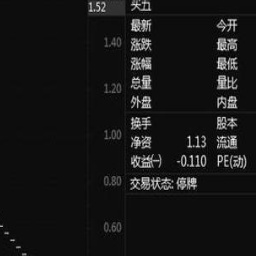 1.52 买五
最新 今开
1.40
涨跌 最高
涨幅 最低
1.20
总量 量比
外盘 内盘
换手 股本
1.00
净资 1.13 流通
收益㈠ -0.110 PE(动)
0.80
交易状态: 停牌
0.60